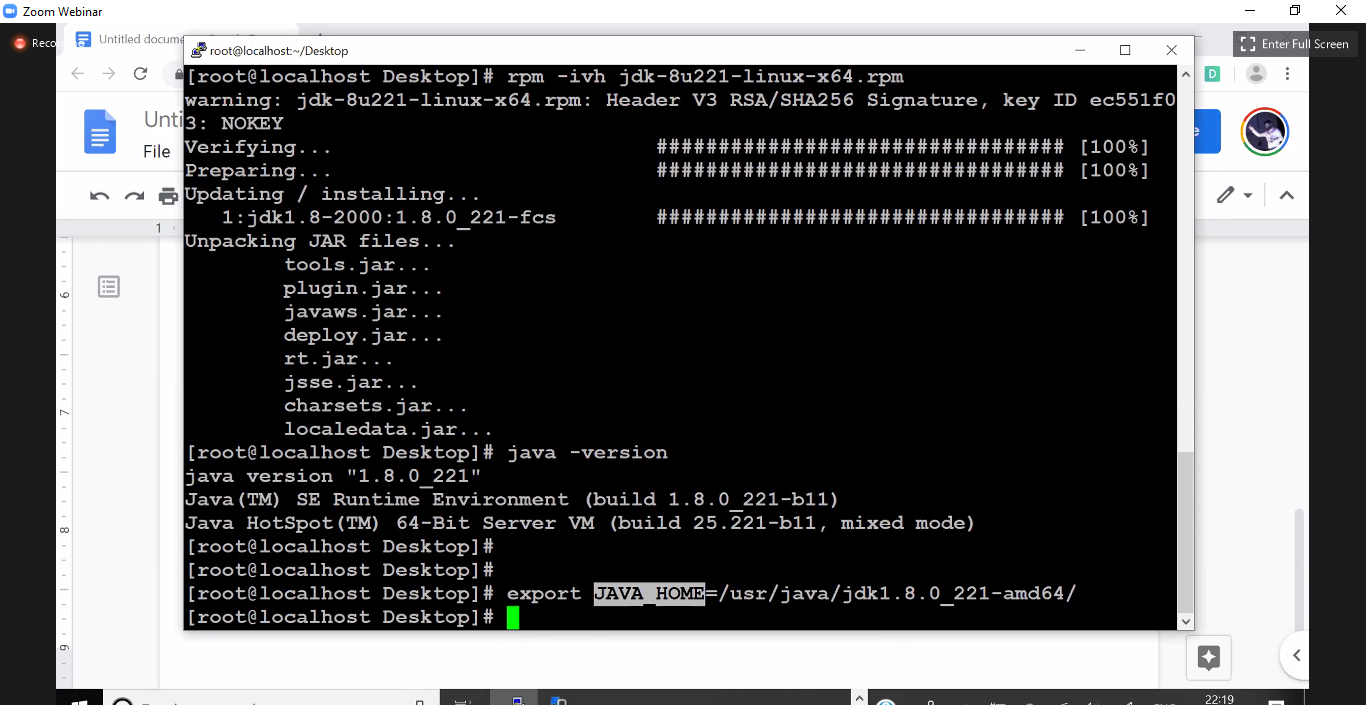 Zoom Webinar
Untitled docume
Enter Full Screen
root@localhost:~/Desktop
D
Unti
File
[root@localhost Desktop]# rpm -ivh jdk-8u221-linux-x64.rpm
warning: jdk-8u221-linux-x64.rpm: Header V3 RSA/SHA256 Signature, key ID ec551f0
3: NOKEY
Verifying... ################################# [100%]
Preparing... ################################# [100%]
Updating / installing...
1:jdk1.8-2000:1.8.0_221-fcs ################################# [100%]
Unpacking JAR files...
tools.jar...
plugin.jar...
javaws.jar...
deploy.jar...
rt.jar...
jsse.jar...
charsets.jar...
localedata.jar...
[root@localhost Desktop]# java -version
java version "1.8.0_221"
Java(TM) SE Runtime Environment (build 1.8.0_221-b11)
Java HotSpot(TM) 64-Bit Server VM (build 25.221-b11, mixed mode)
[root@localhost Desktop]#
[root@localhost Desktop]#
[root@localhost Desktop]# export JAVA_HOME=/usr/java/jdk1.8.0_221-amd64/
[root@localhost Desktop]#
1
6
7
8
9
22:19